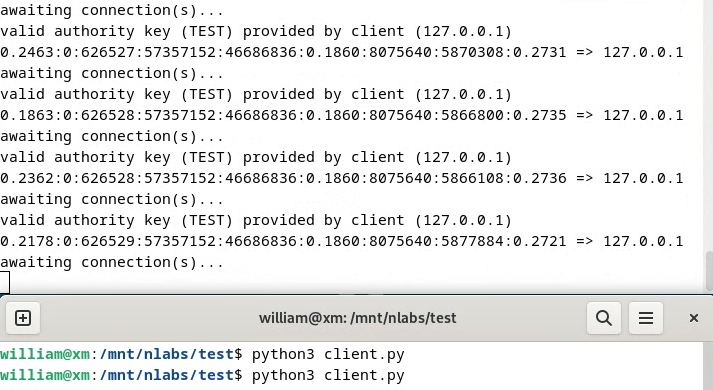 awaiting connection(s)...
valid authority key (TEST) provided by client (127.0.0.1)
0.2463:0:626527:57357152:46686836:0.1860:8075640:5870308:0.2731 => 127.0.0.1
awaiting connection(s)...
valid authority key (TEST) provided by client (127.0.0.1)
0.1863:0:626528:57357152:46686836:0.1860:8075640:5866800:0.2735 => 127.0.0.1
awaiting connection(s)...
valid authority key (TEST) provided by client (127.0.0.1)
0.2362:0:626528:57357152:46686836:0.1860:8075640:5866108:0.2736 => 127.0.0.1
awaiting connection(s)...
valid authority key (TEST) provided by client (127.0.0.1)
0.2178:0:626529:57357152:46686836:0.1860:8075640:5877884:0.2721 => 127.0.0.1
awaiting connection(s)...
william@xm: /mnt/nlabs/test
william@xm:/mnt/nlabs/test$ python3 client.py
william@xm:/mnt/nlabs/test$ python3 client.py